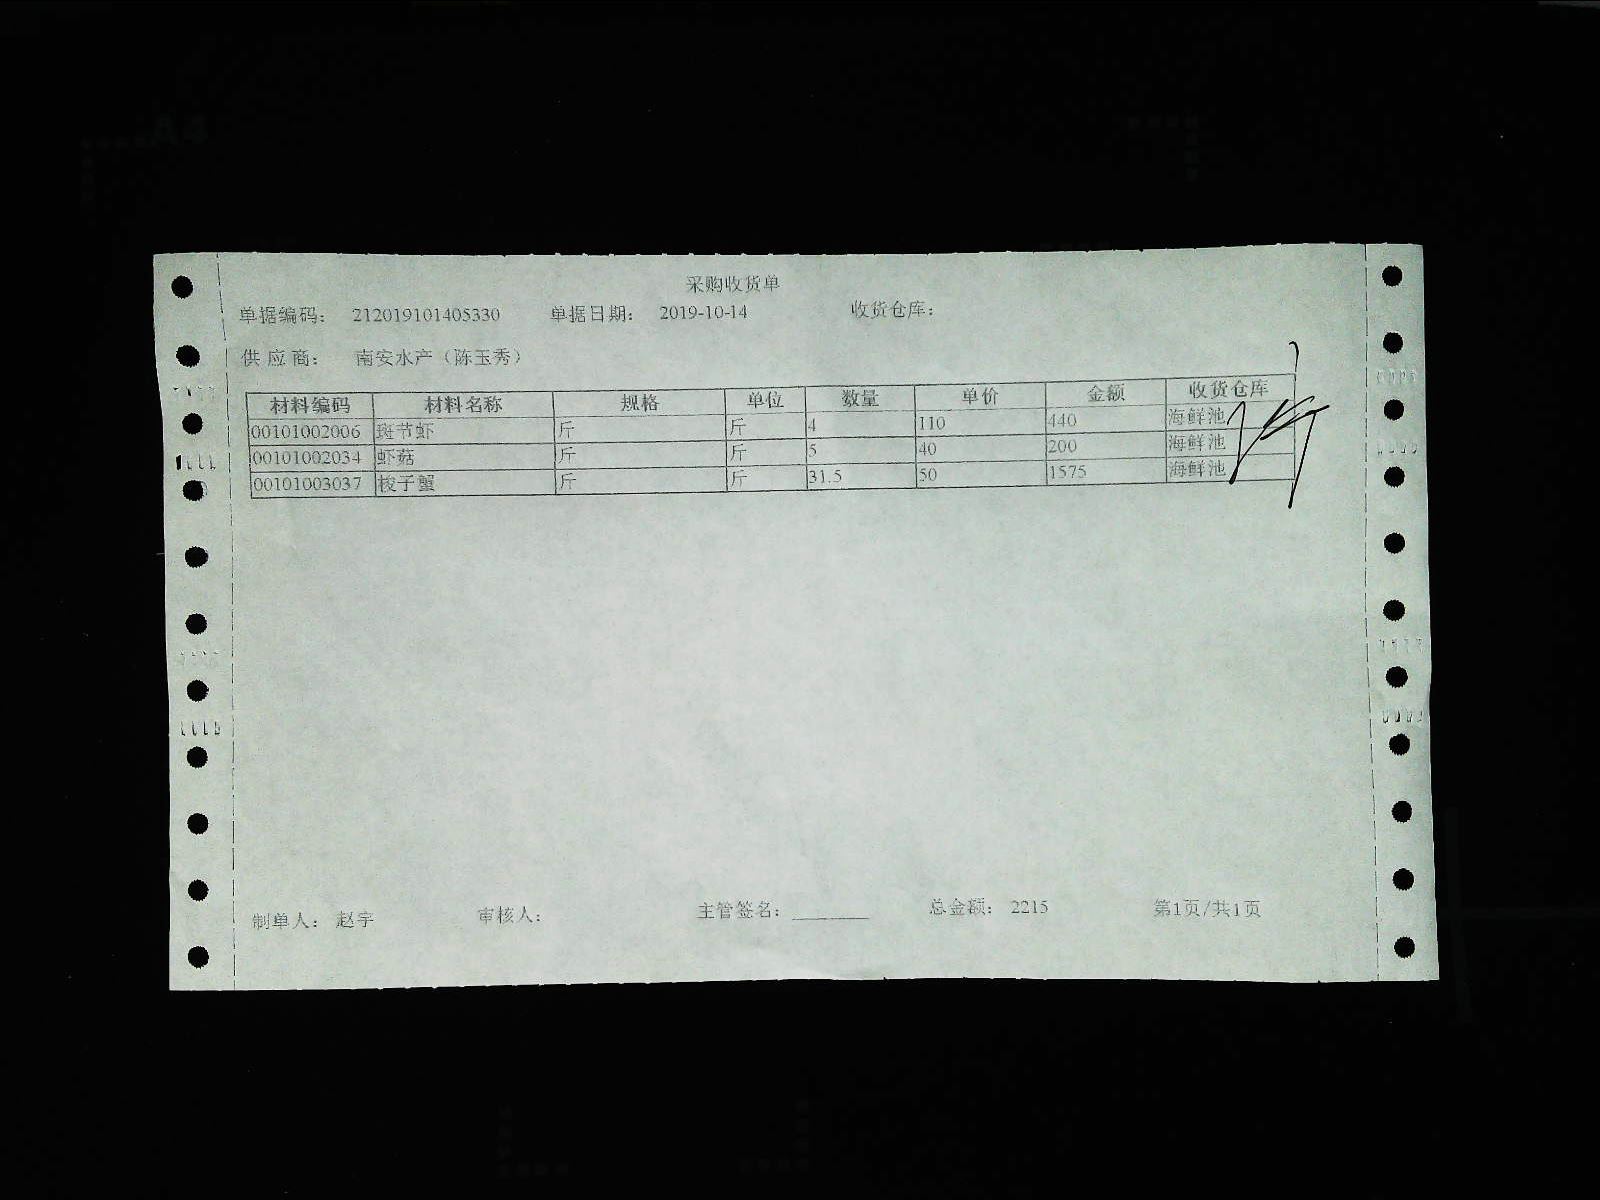 采购收货单
单据编码: 212019101405330 单据日期: 2019-10-14 收货仓库:
供应商: 南安水产（陈玉秀）
材料编码 材料名称 规格 单位 数量 单价 金额 收货仓库
00101002006 斑节虾 斤 斤 4 110 440 海鲜池
00101002034 虾菇 斤 斤 5 40 200 海鲜池
00101003037 梭子蟹 斤 斤 31.5 50 1575 海鲜池
制单人: 赵宇 审核人: 主管签名: ________ 总金额: 2215 第1页/共1页